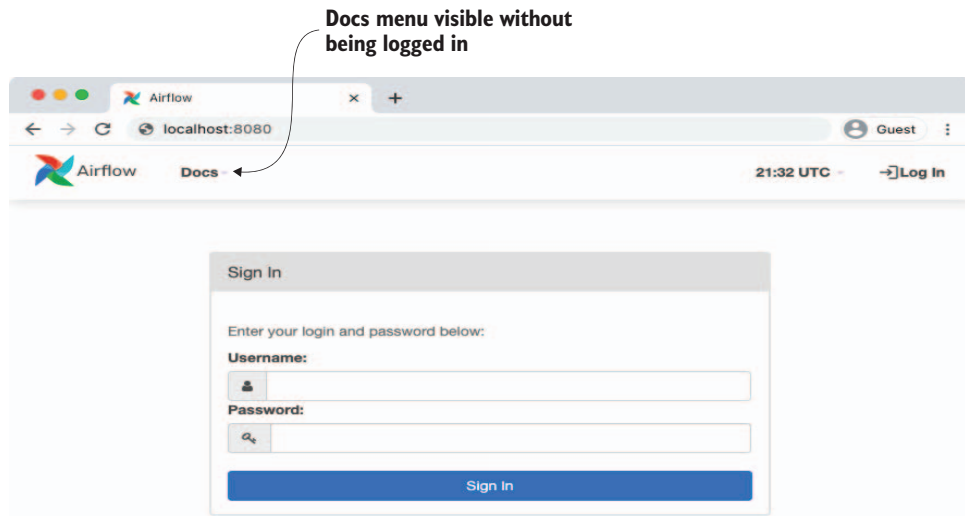 Docs menu visible without
being logged in
Airflow
localhost:8080
Guest
Airflow Docs 21:32 UTC Log In
Sign In
Enter your login and password below:
Username:
Password:
Sign In